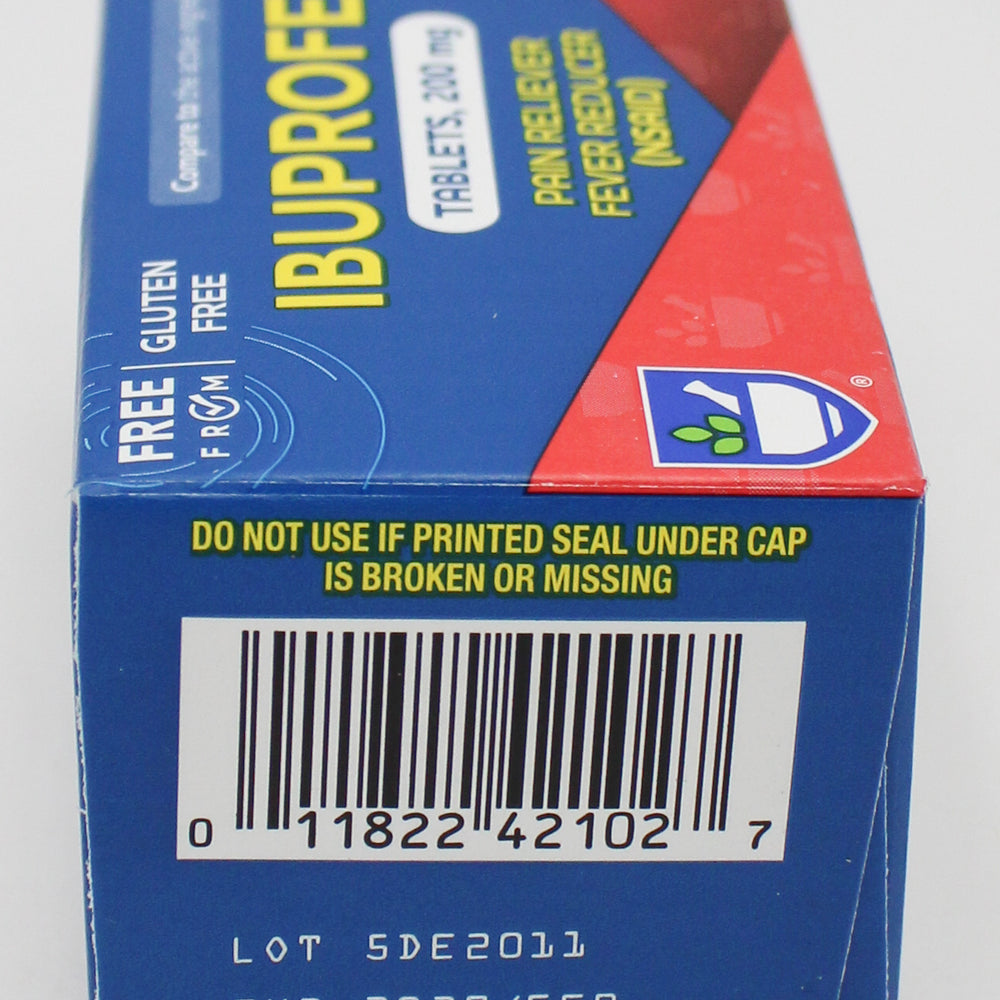 Compare to the active
IBUPROFE
TABLETS, 200 mg
PAIN RELIEVER
FEVER REDUCER
(NSAID)
FREE FROM | GLUTEN FREE
®
DO NOT USE IF PRINTED SEAL UNDER CAP
IS BROKEN OR MISSING
0 11822 42102 7
LOT 5DE2011